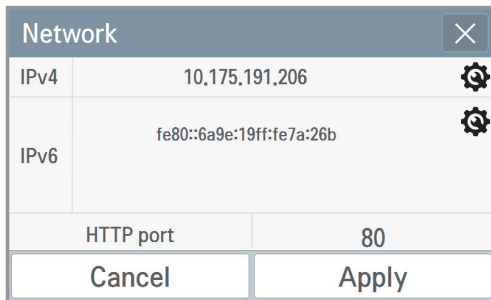 Network
IPv4 10.175.191.206
fe80::6a9e:19ff:fe7a:26b
IPv6
HTTP port 80
Cancel Apply